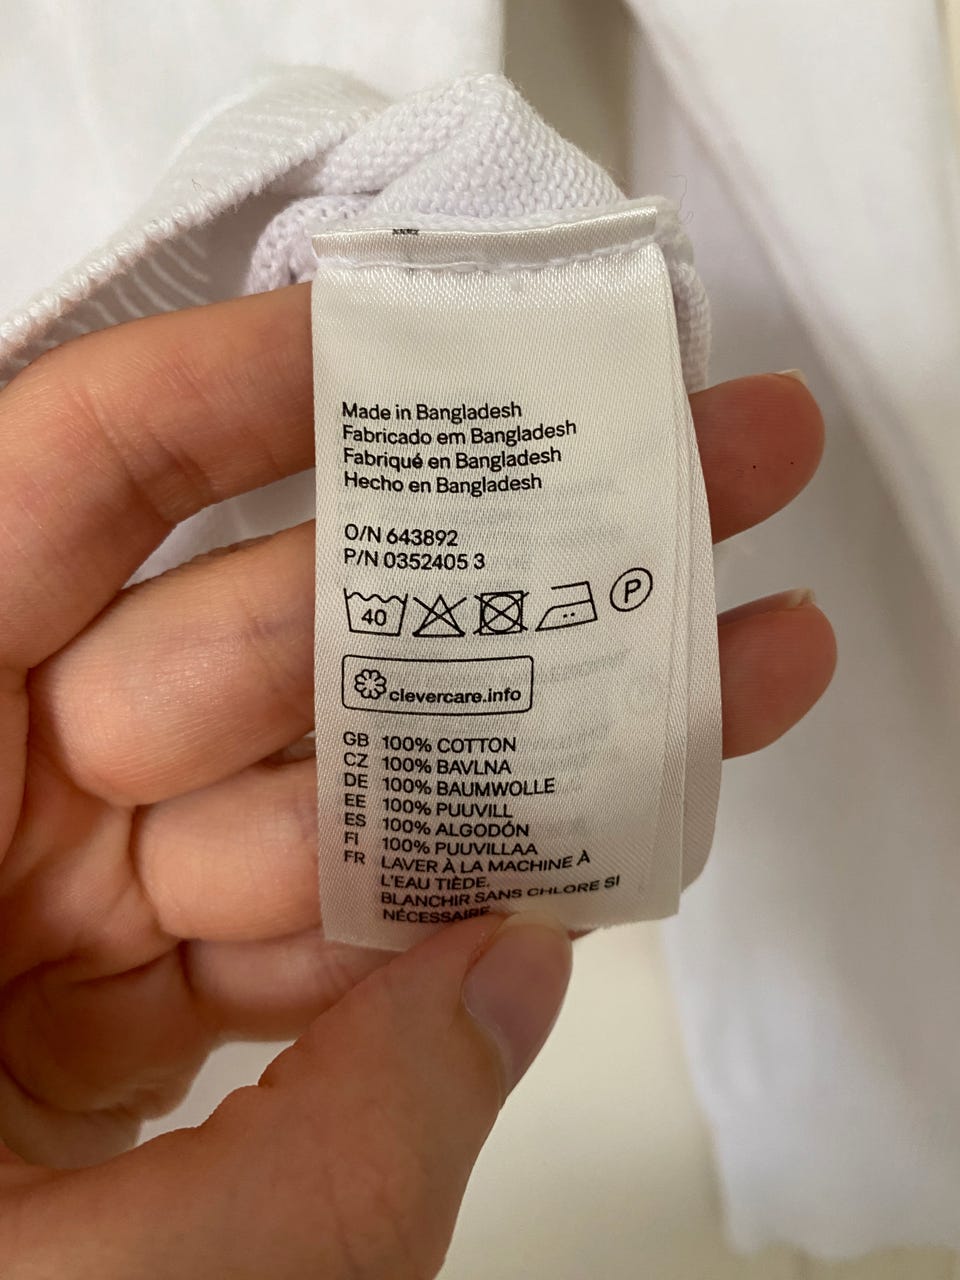 Made in Bangladesh
Fabricado em Bangladesh
Fabriqué en Bangladesh
Hecho en Bangladesh
O/N 643892
P/N 0352405 3
40 P
clevercare.info
GB 100% COTTON
CZ 100% BAVLNA
DE 100% BAUMWOLLE
EE 100% PUUVILL
ES 100% ALGODÓN
FI 100% PUUVILLAA
FR LAVER À LA MACHINE À
L'EAU TIÈDE.
BLANCHIR SANS CHLORE SI
NÉCESSAIRE